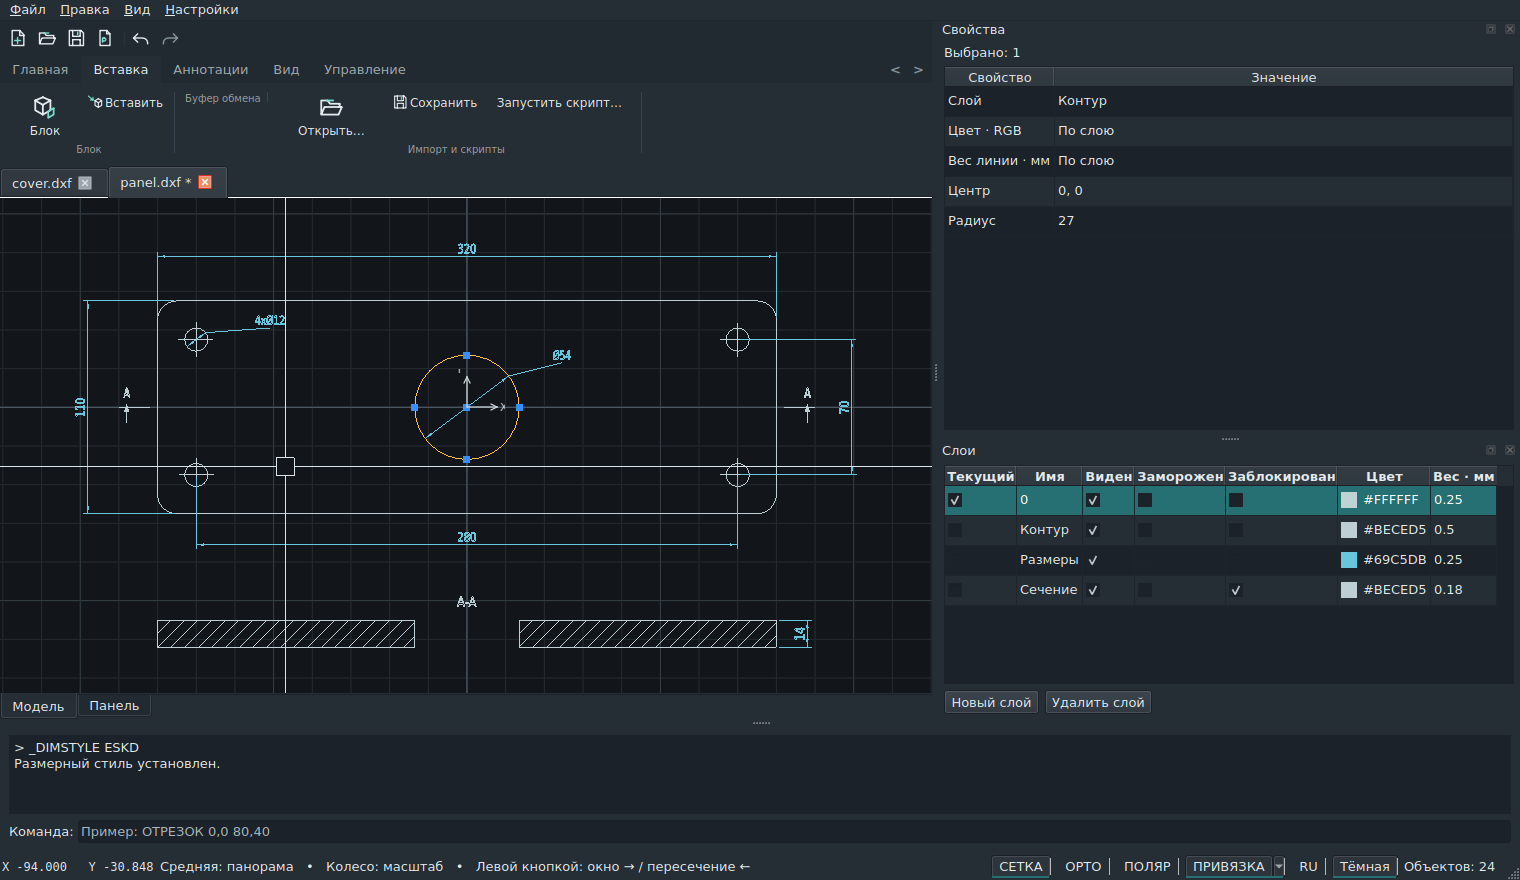 Файл Правка Вид Настройки
Главная Вставка Аннотации Вид Управление < >
Блок
Вставить
Блок
Буфер обмена
Открыть...
Сохранить
Запустить скрипт...
Импорт и скрипты
cover.dxf
panel.dxf *
320
4xØ12
Ø54
A
A
110
70
X
280
A-A
14
Модель Панель
Свойства
Выбрано: 1
Свойство Значение
Слой Контур
Цвет · RGB По слою
Вес линии · мм По слою
Центр 0, 0
Радиус 27
Слои
Текущий Имя Виден Заморожен Заблокирован Цвет Вес · мм
0 #FFFFFF 0.25
Контур #BECED5 0.5
Размеры #69C5DB 0.25
Сечение #BECED5 0.18
Новый слой Удалить слой
> _DIMSTYLE ESKD
Размерный стиль установлен.
Команда: Пример: ОТРЕЗОК 0,0 80,40
X -94.000 Y -30.848 Средняя: панорама • Колесо: масштаб • Левой кнопкой: окно → / пересечение ← СЕТКА ОРТО ПОЛЯР ПРИВЯЗКА RU Тёмная Объектов: 24